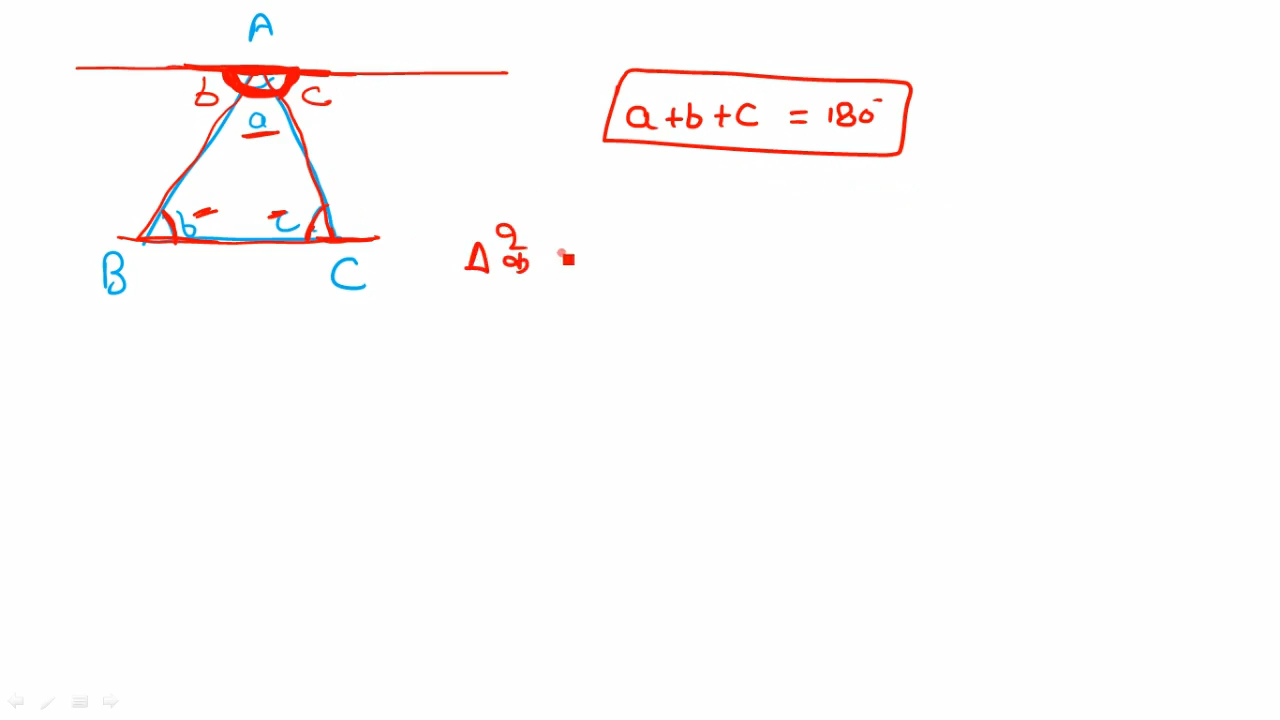 A
b c
a
a + b + c = 180°
b c
B C
Δ